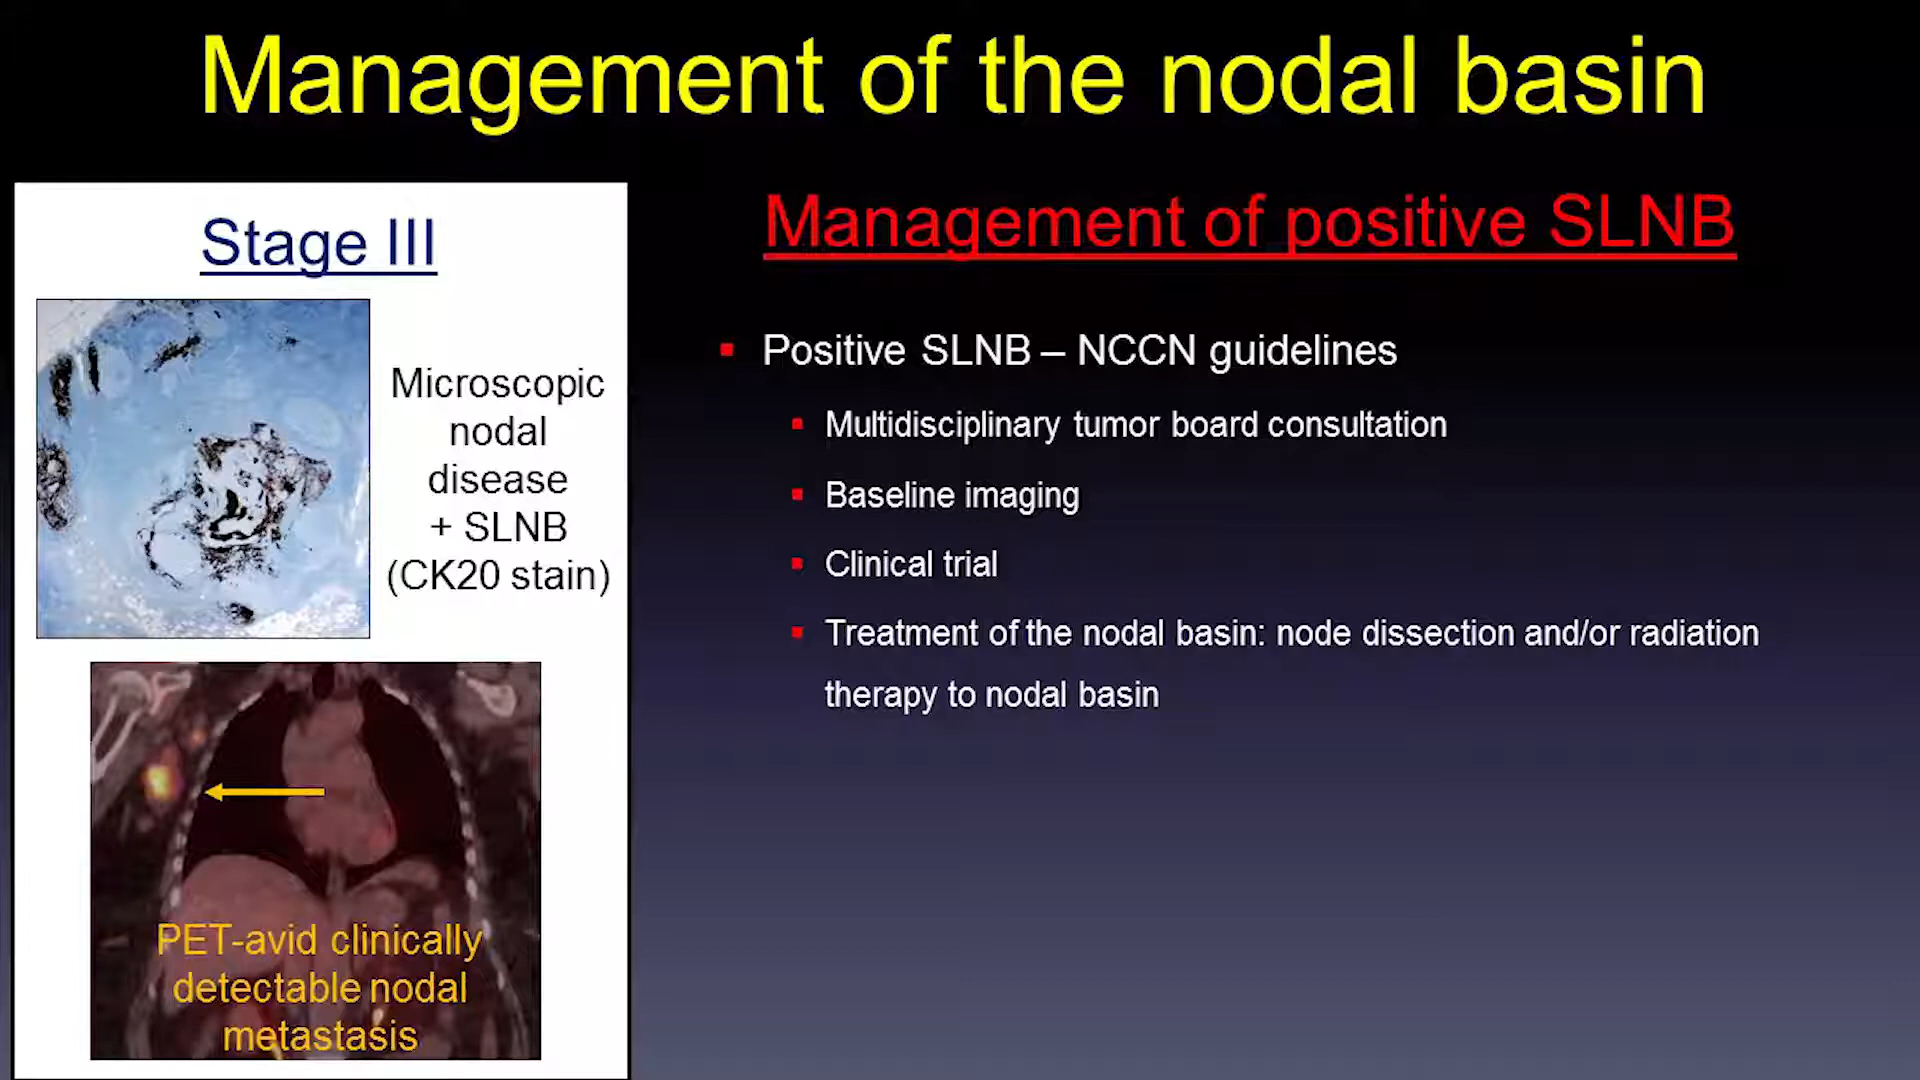 Management of the nodal basin
Stage III
Microscopic
nodal
disease
+ SLNB
(CK20 stain)
PET-avid clinically
detectable nodal
metastasis
Management of positive SLNB
Positive SLNB – NCCN guidelines
Multidisciplinary tumor board consultation
Baseline imaging
Clinical trial
Treatment of the nodal basin: node dissection and/or radiation
therapy to nodal basin